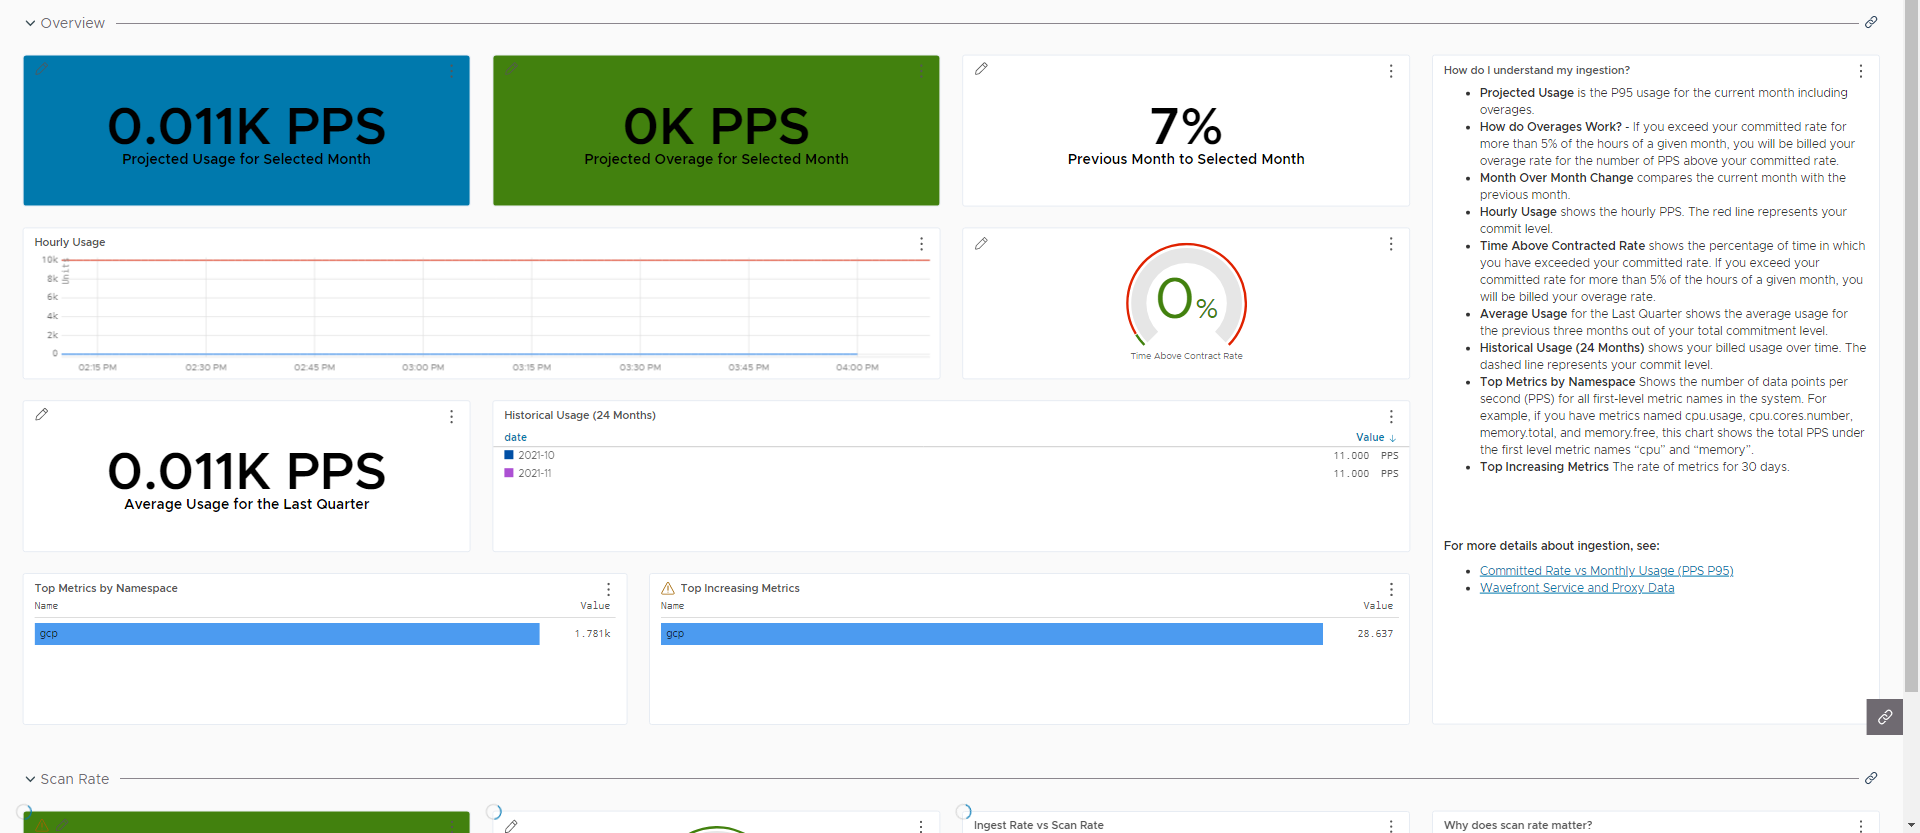 Overview
0.011K PPS
Projected Usage for Selected Month
0K PPS
Projected Overage for Selected Month
7%
Previous Month to Selected Month
Hourly Usage
Units
10k
8k
6k
4k
2k
0
02:15 PM 02:30 PM 02:45 PM 03:00 PM 03:15 PM 03:30 PM 03:45 PM 04:00 PM
0%
Time Above Contract Rate
0.011K PPS
Average Usage for the Last Quarter
Historical Usage (24 Months)
date Value ↓
2021-10 11.000 PPS
2021-11 11.000 PPS
Top Metrics by Namespace
Name Value
gcp 1.781k
Top Increasing Metrics
Name Value
gcp 28.637
How do I understand my ingestion?
• Projected Usage is the P95 usage for the current month including
overages.
• How do Overages Work? - If you exceed your committed rate for
more than 5% of the hours of a given month, you will be billed your
overage rate for the number of PPS above your committed rate.
• Month Over Month Change compares the current month with the
previous month.
• Hourly Usage shows the hourly PPS. The red line represents your
commit level.
• Time Above Contracted Rate shows the percentage of time in which
you have exceeded your committed rate. If you exceed your
committed rate for more than 5% of the hours of a given month, you
will be billed your overage rate.
• Average Usage for the Last Quarter shows the average usage for
the previous three months out of your total commitment level.
• Historical Usage (24 Months) shows your billed usage over time. The
dashed line represents your commit level.
• Top Metrics by Namespace Shows the number of data points per
second (PPS) for all first-level metric names in the system. For
example, if you have metrics named cpu.usage, cpu.cores.number,
memory.total, and memory.free, this chart shows the total PPS under
the first level metric names “cpu” and “memory”.
• Top Increasing Metrics The rate of metrics for 30 days.
For more details about ingestion, see:
• Committed Rate vs Monthly Usage (PPS P95)
• Wavefront Service and Proxy Data
Scan Rate
Ingest Rate vs Scan Rate
Why does scan rate matter?